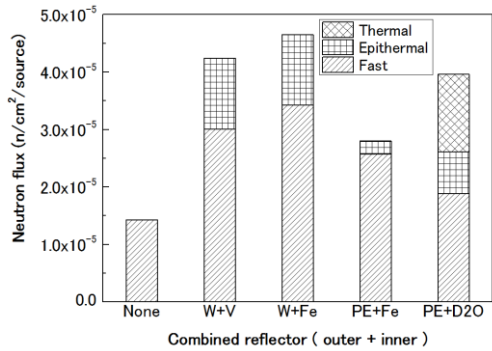 5.0x10⁻⁵
4.0x10⁻⁵
3.0x10⁻⁵
2.0x10⁻⁵
1.0x10⁻⁵
0.0
Neutron flux (n/cm²/source)
Thermal
Epithermal
Fast
None W+V W+Fe PE+Fe PE+D2O
Combined reflector ( outer + inner )